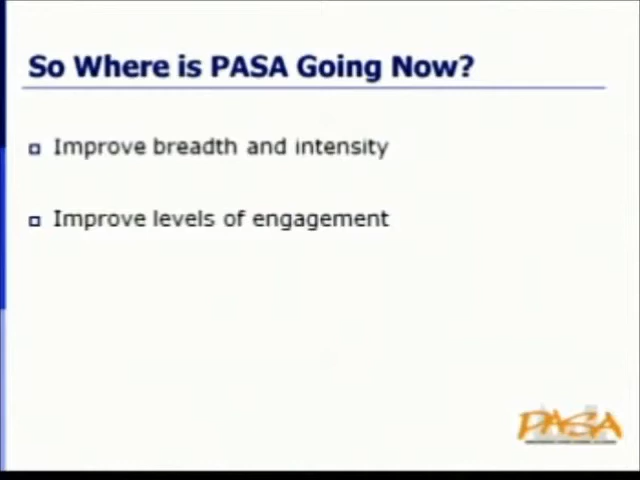 So Where is PASA Going Now?
Improve breadth and intensity
Improve levels of engagement
PASA